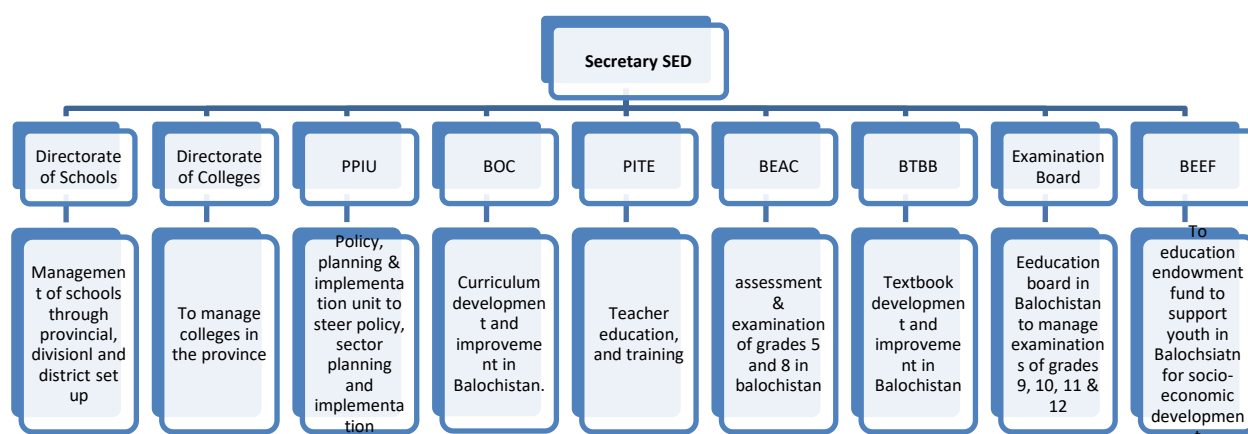 Secretary SED
Directorate
of Schools
Directorate
of Colleges
PPIU
BOC
PITE
BEAC
BTBB
Examination
Board
BEEF
Managemen
t of schools
through
provincial,
divisionl and
district set
up
To manage
colleges in
the province
Policy,
planning &
implementa
tion unit to
steer policy,
sector
planning
and
implementa
tion
Curriculum
developmen
t and
improveme
nt in
Balochistan.
Teacher
education,
and training
assessment
&
examination
of grades 5
and 8 in
balochistan
Textbook
developmen
t and
improveme
nt in
Balochistan
Eeducation
board in
Balochistan
to manage
examination
s of grades
9, 10, 11 &
12
To
education
endowment
fund to
support
youth in
Balochsiatn
for socio-
economic
developmen